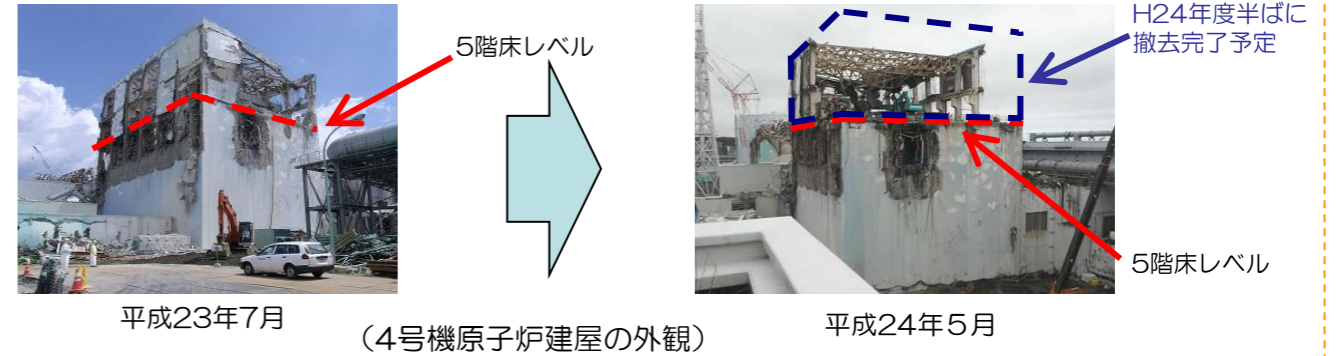 5階床レベル
H24年度半ばに
撤去完了予定
5階床レベル
平成23年7月
平成24年5月
(4号機原子炉建屋の外観)